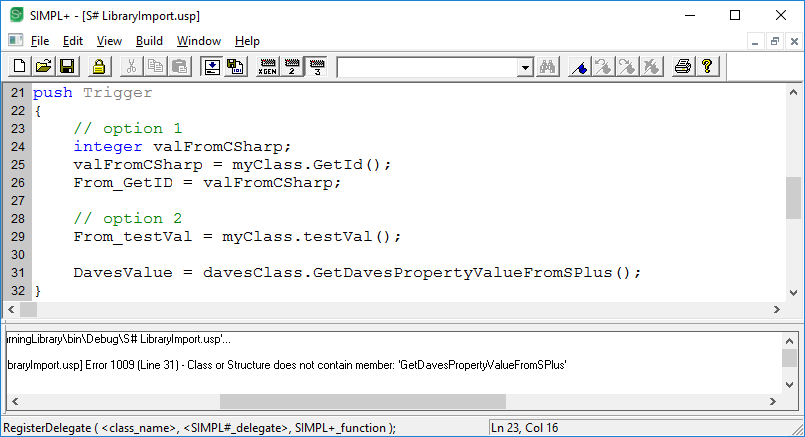 SIMPL+ - [S# LibraryImport.usp]
File Edit View Build Window Help
XGEN 2 3
21 push Trigger
22 {
23 // option 1
24 integer valFromCSharp;
25 valFromCSharp = myClass.GetId();
26 From_GetID = valFromCSharp;
27
28 // option 2
29 From_testVal = myClass.testVal();
30
31 DavesValue = davesClass.GetDavesPropertyValueFromSPlus();
32 }
rningLibrary\bin\Debug\S# LibraryImport.usp'...
braryImport.usp] Error 1009 (Line 31) - Class or Structure does not contain member: 'GetDavesPropertyValueFromSPlus'
RegisterDelegate ( <class_name>, <SIMPL#_delegate>, SIMPL+_function ); Ln 23, Col 16